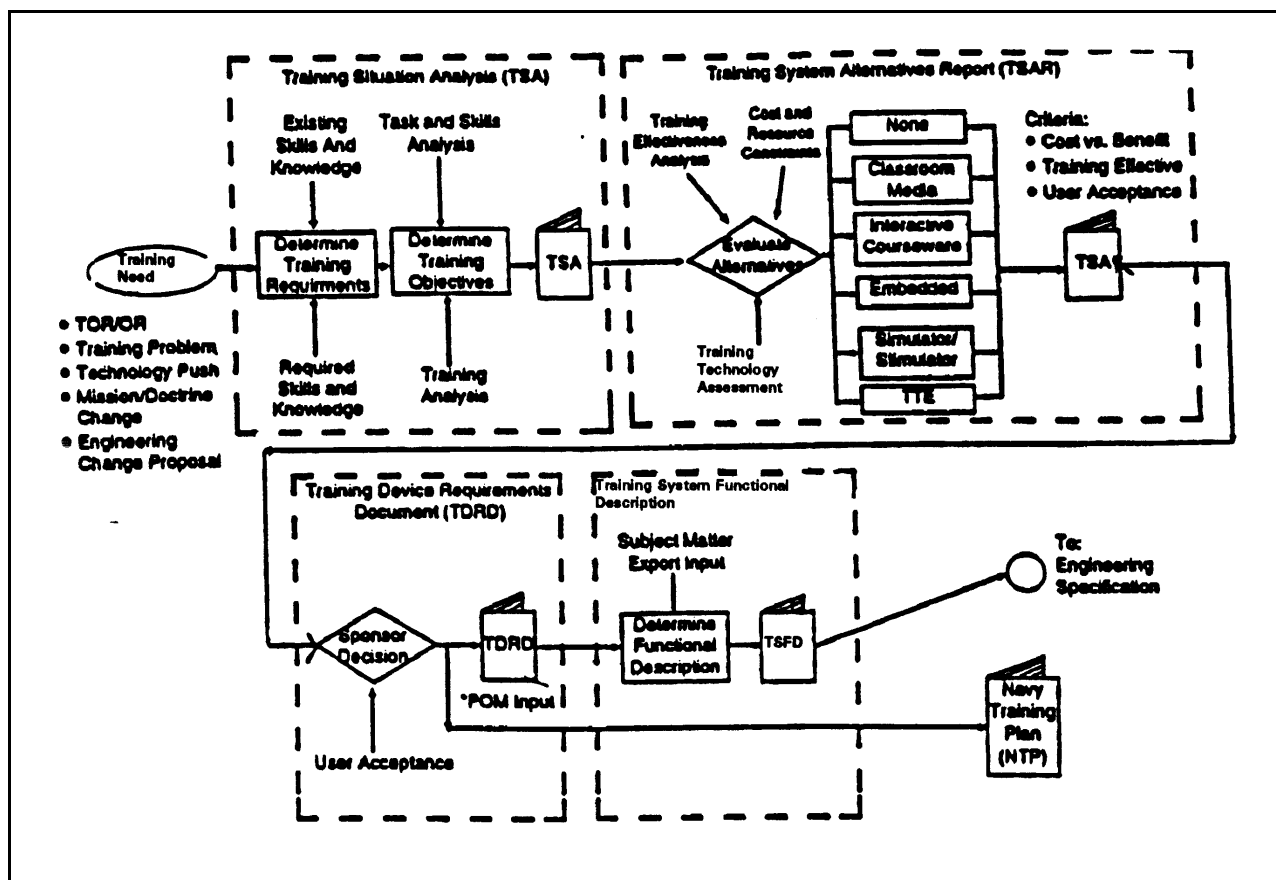 Training Situation Analysis (TSA)
Existing
Skills And
Knowledge
Task and Skills
Analysis
Training
Need
Determine
Training
Requirments
Determine
Training
Objectives
TSA
Required
Skills and
Knowledge
Training
Analysis
● TOR/OR
● Training Problem
● Technology Push
● Mission/Doctrine
Change
● Engineering
Change Proposal
Training System Alternatives Report (TSAR)
Training
Effectiveness
Analysis
Cost and
Resource
Constraints
Evaluate
Alternatives
Training
Technology
Assessment
None
Classroom
Media
Interactive
Courseware
Embedded
Simulator/
Stimulator
TTE
Criteria:
● Cost vs. Benefit
● Training Effective
● User Acceptance
TSA
Training Device Requirements
Document (TDRD)
Sponsor
Decision
TDRD
*POM Input
User Acceptance
Training System Functional
Description
Subject Matter
Export Input
Determine
Functional
Description
TSFD
To:
Engineering
Specification
Navy
Training
Plan
(NTP)